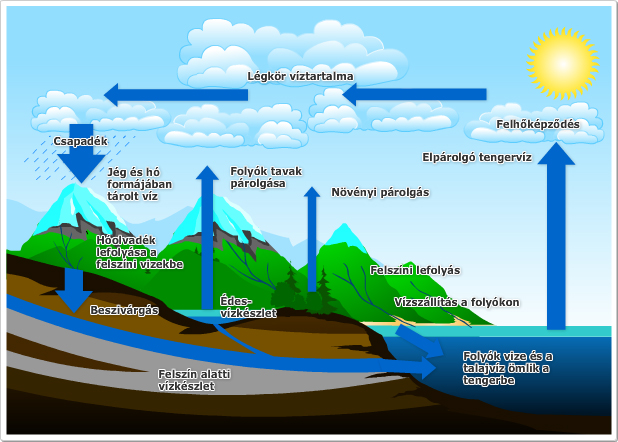 Légkör víztartalma
Felhőképződés
Csapadék
Elpárolgó tengervíz
Jég és hó
formájában
tárolt víz
Folyók tavak
párolgása
Növényi párolgás
Hóolvadék
lefolyása a
felszíni vizekbe
Felszíni lefolyás
Beszivárgás
Édes-
vízkészlet
Vízszállítás a folyókon
Felszín alatti
vízkészlet
Folyók vize és a
talajvíz ömlik a
tengerbe